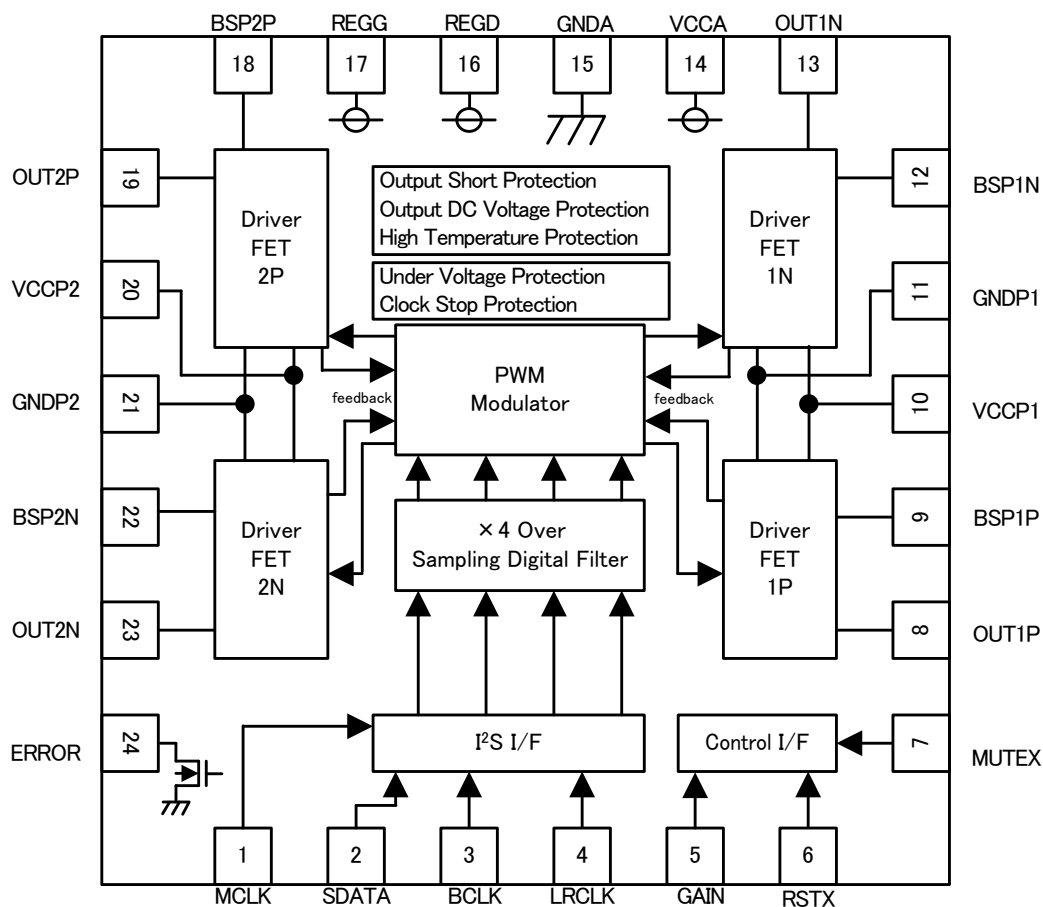 BSP2P REGG REGD GNDA VCCA OUT1N
18 17 16 15 14 13
OUT2P 19
Driver
FET
2P
Output Short Protection
Output DC Voltage Protection
High Temperature Protection
Under Voltage Protection
Clock Stop Protection
Driver
FET
1N
12 BSP1N
VCCP2 20
11 GNDP1
GNDP2 21
feedback
PWM
Modulator
feedback
10 VCCP1
BSP2N 22
Driver
FET
2N
×4 Over
Sampling Digital Filter
Driver
FET
1P
9 BSP1P
OUT2N 23
8 OUT1P
ERROR 24
I²S I/F
Control I/F
7 MUTEX
1 2 3 4 5 6
MCLK SDATA BCLK LRCLK GAIN RSTX